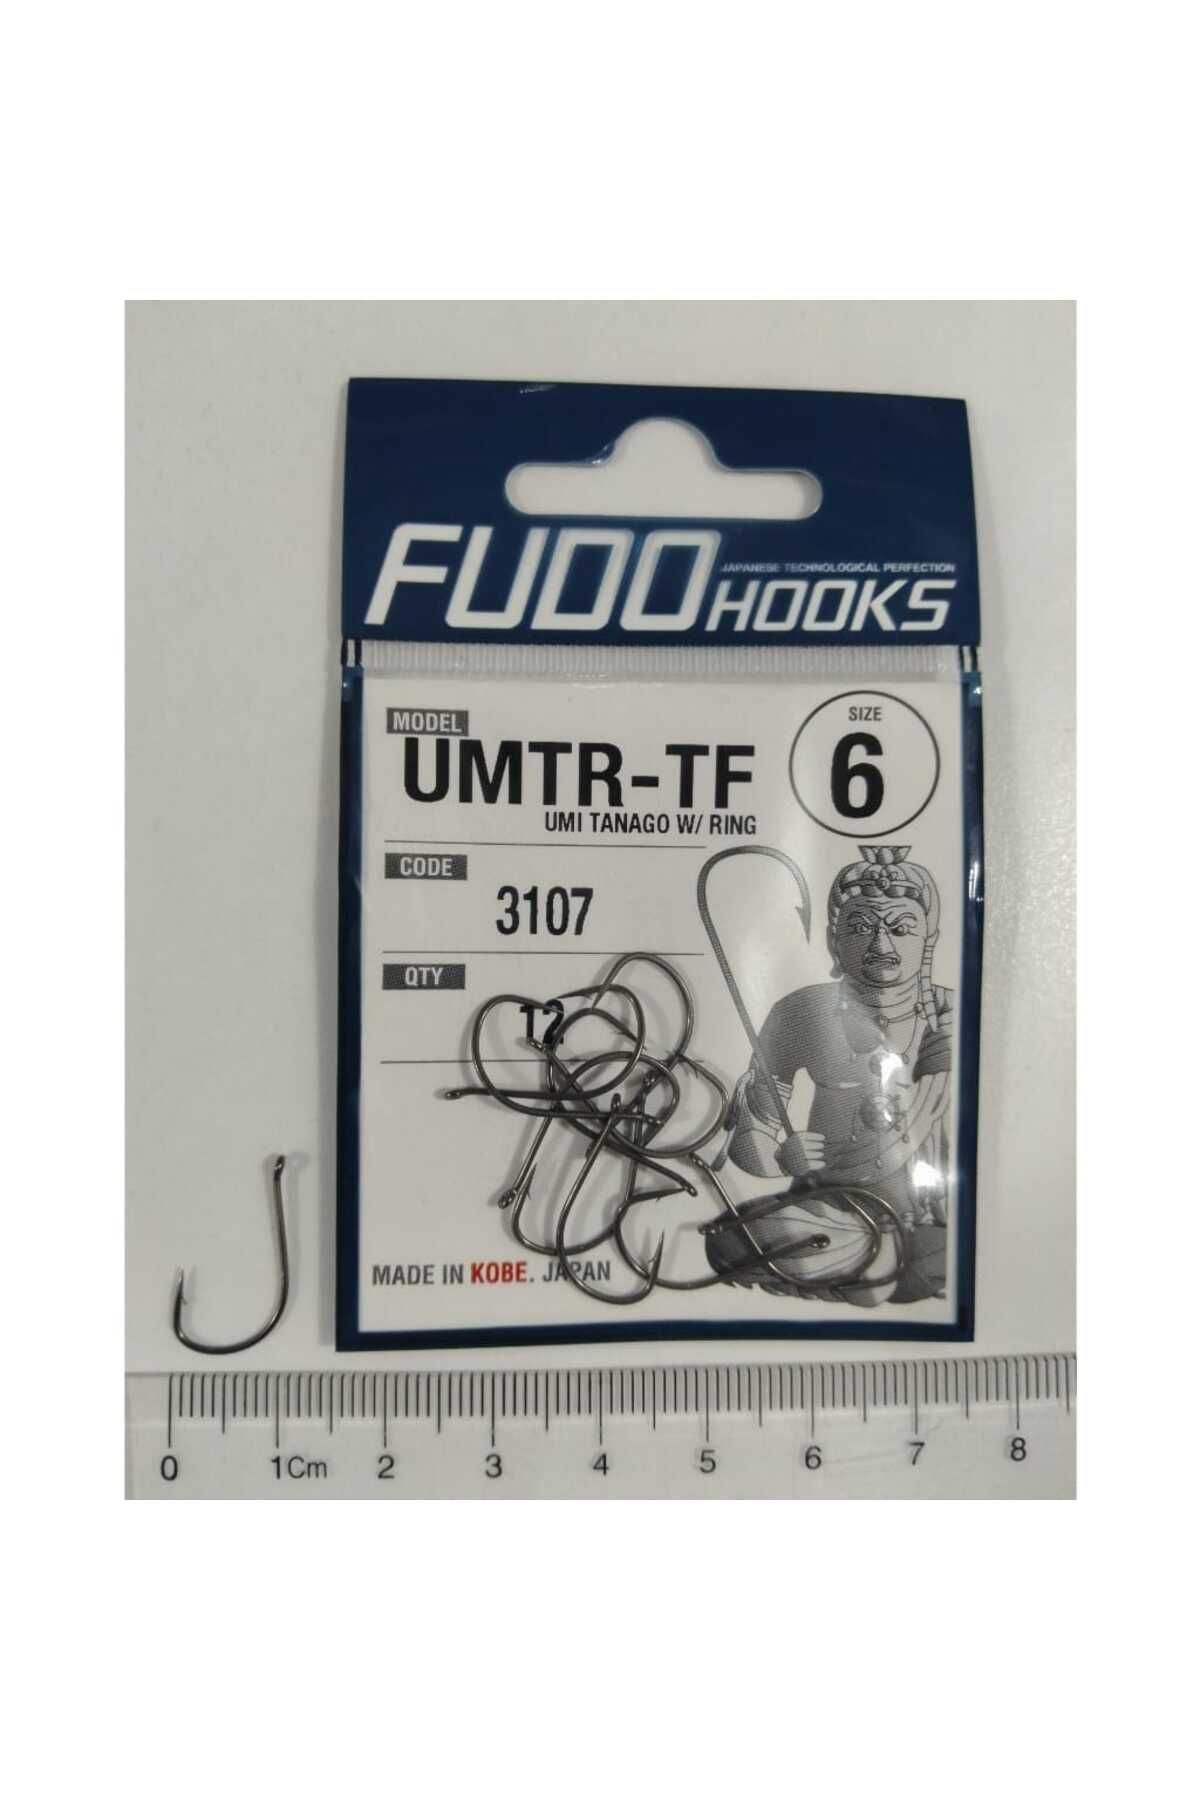 FUDO
JAPANESE TECHNOLOGICAL PERFECTION
HOOKS
MODEL
UMTR-TF
UMI TANAGO W/ RING
SIZE
6
CODE
3107
QTY
12
MADE IN KOBE. JAPAN
0 1Cm 2 3 4 5 6 7 8